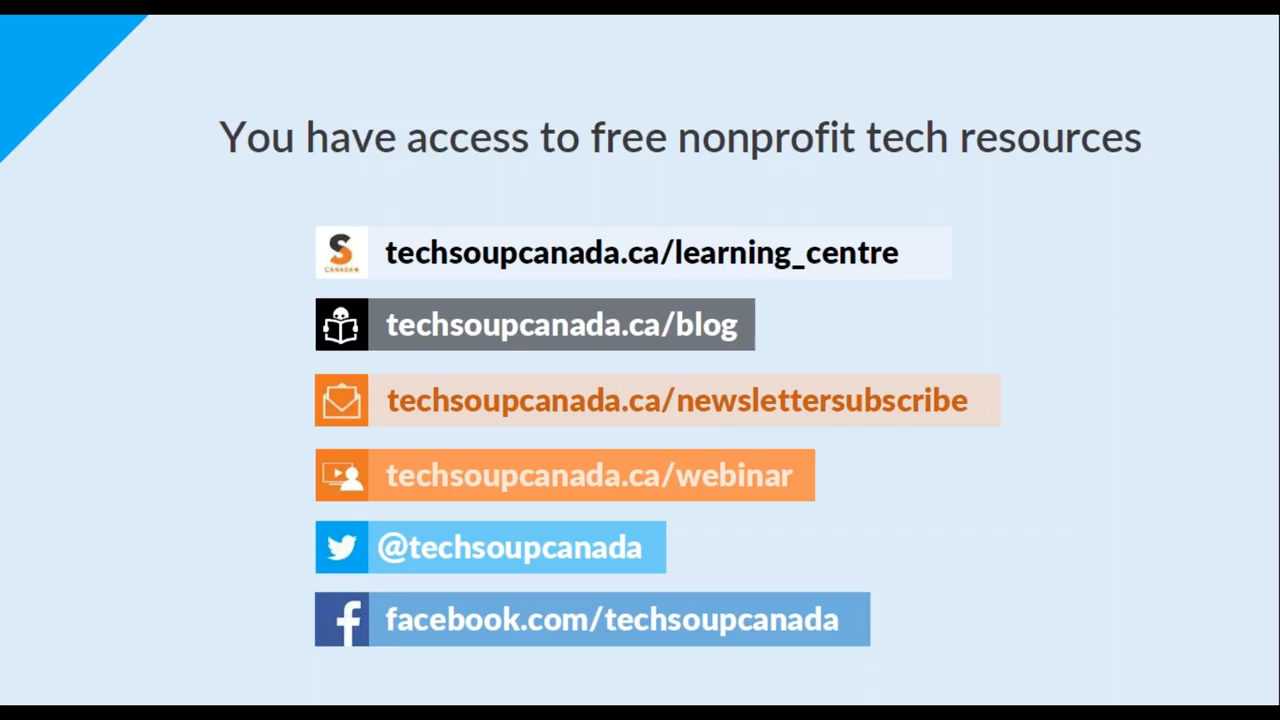 You have access to free nonprofit tech resources
S
CANADA
techsoupcanada.ca/learning_centre
techsoupcanada.ca/blog
techsoupcanada.ca/newslettersubscribe
techsoupcanada.ca/webinar
@techsoupcanada
f facebook.com/techsoupcanada